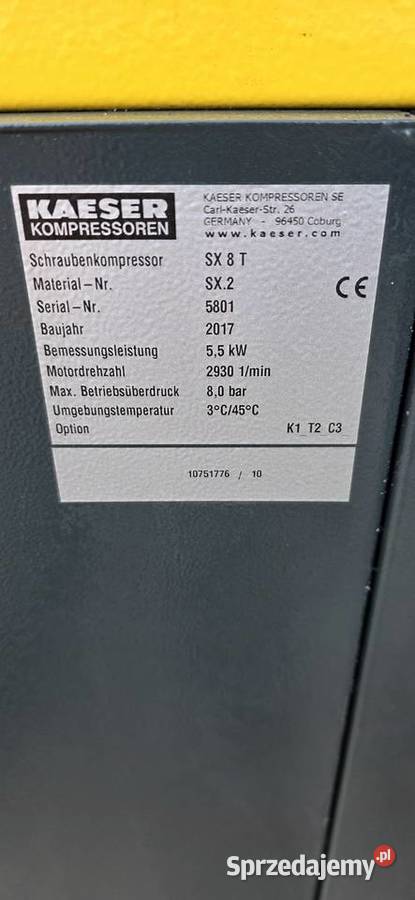 KAESER
KOMPRESSOREN
KAESER KOMPRESSOREN SE
Carl-Kaeser-Str. 26
GERMANY - 96450 Coburg
www.kaeser.com
Schraubenkompressor SX 8 T
Material-Nr. SX.2
CE
Serial-Nr. 5801
Baujahr 2017
Bemessungsleistung 5,5 kW
Motordrehzahl 2930 1/min
Max. Betriebsüberdruck 8,0 bar
Umgebungstemperatur 3°C/45°C
Option K1_T2_C3_
10751776 / 10
Sprzedajemy.pl